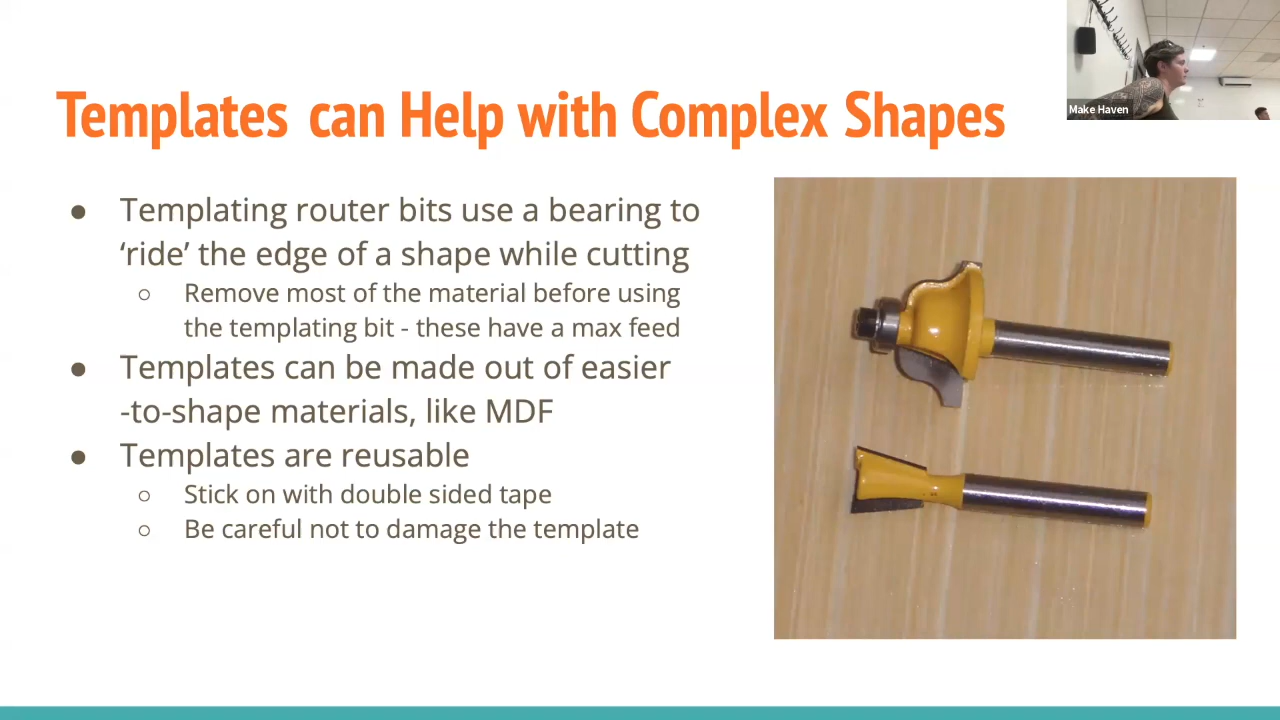 Make Haven
Templates can Help with Complex Shapes
● Templating router bits use a bearing to
‘ride’ the edge of a shape while cutting
○ Remove most of the material before using
the templating bit - these have a max feed
● Templates can be made out of easier
-to-shape materials, like MDF
● Templates are reusable
○ Stick on with double sided tape
○ Be careful not to damage the template